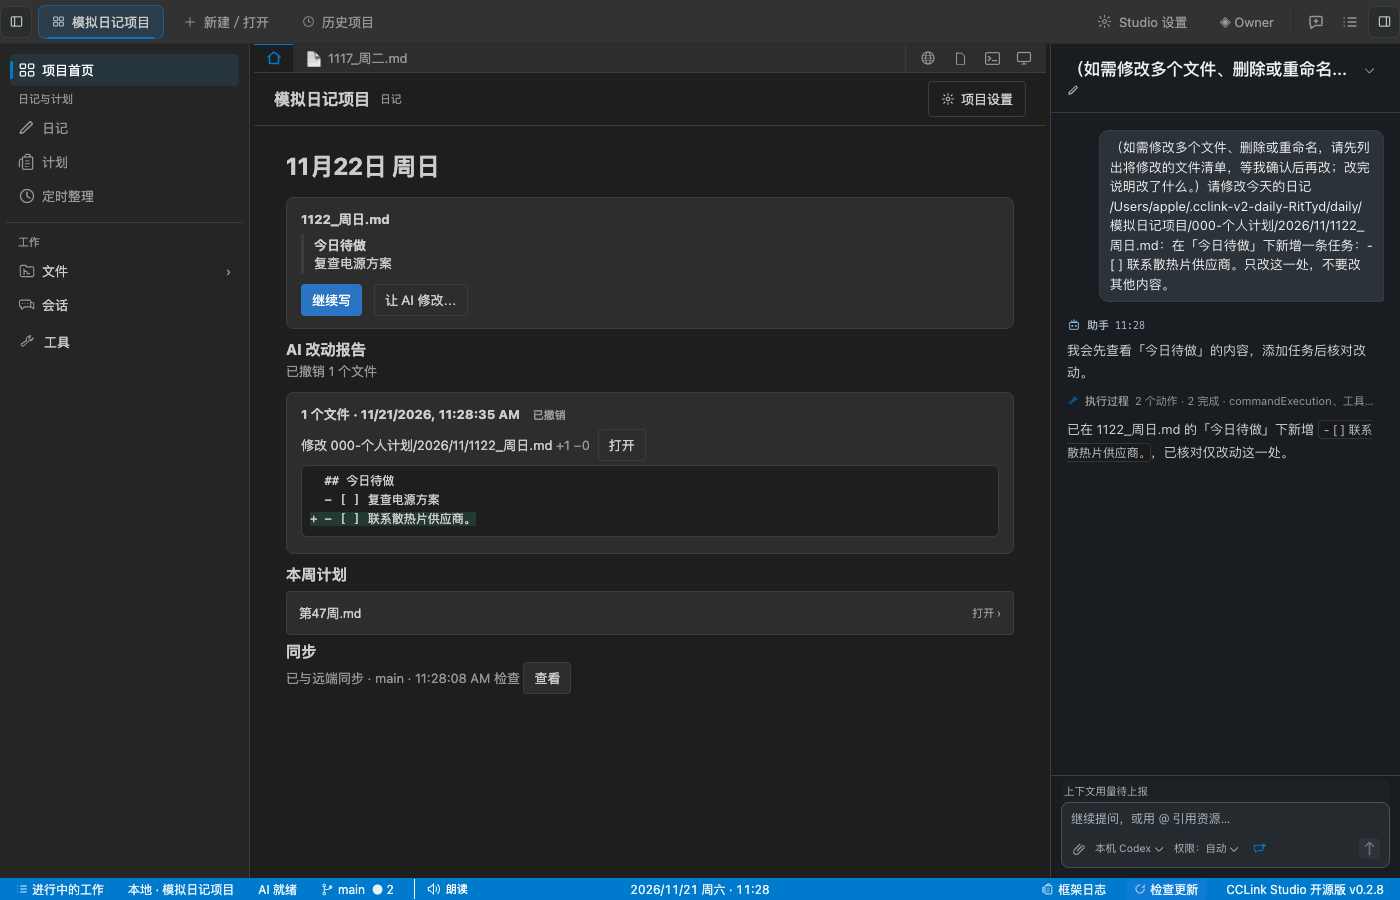 模拟日记项目
新建 / 打开
历史项目
Studio 设置
Owner
项目首页
日记与计划
日记
计划
定时整理
工作
文件
会话
工具
1117_周二.md
模拟日记项目 日记
项目设置
11月22日 周日
1122_周日.md
今日待做
复查电源方案
继续写
让 AI 修改...
AI 改动报告
已撤销 1 个文件
1 个文件 · 11/21/2026, 11:28:35 AM 已撤销
修改 000-个人计划/2026/11/1122_周日.md +1 −0 打开
## 今日待做
- [ ] 复查电源方案
+ - [ ] 联系散热片供应商。
本周计划
第47周.md
打开 ›
同步
已与远端同步 · main · 11:28:08 AM 检查 查看
（如需修改多个文件、删除或重命名...
（如需修改多个文件、删除或重命名，请先列
出将修改的文件清单，等我确认后再改；改完
说明改了什么。）请修改今天的日记
/Users/apple/.cclink-v2-daily-RitTyd/daily/
模拟日记项目/000-个人计划/2026/11/1122_
周日.md：在「今日待做」下新增一条任务：-
[ ] 联系散热片供应商。只改这一处，不要改
其他内容。
助手 11:28
我会先查看「今日待做」的内容，添加任务后核对改
动。
执行过程 2 个动作 · 2 完成 · commandExecution、工具...
已在 1122_周日.md 的「今日待做」下新增 - [ ] 联系
散热片供应商。，已核对仅改动这一处。
上下文用量待上报
继续提问，或用 @ 引用资源...
本机 Codex
权限：自动
进行中的工作
本地 · 模拟日记项目
AI 就绪
main
2
朗读
2026/11/21 周六 · 11:28
框架日志
检查更新
CCLink Studio 开源版 v0.2.8